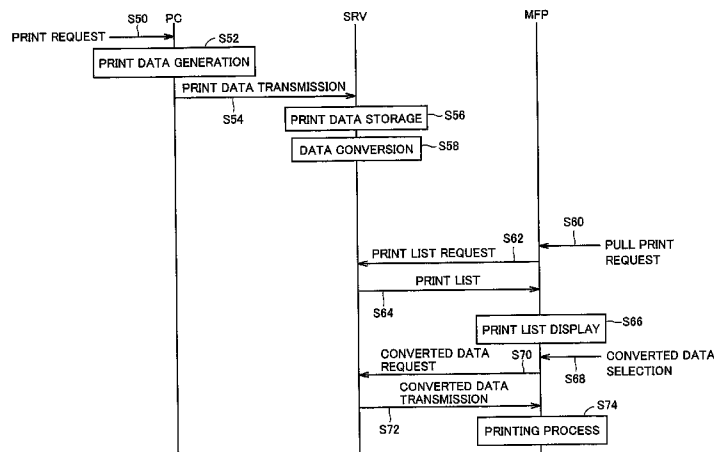 PC
SRV
MFP
S50
PRINT REQUEST
S52
PRINT DATA GENERATION
PRINT DATA TRANSMISSION
S54
PRINT DATA STORAGE
S56
DATA CONVERSION
S58
S60
PULL PRINT
REQUEST
S62
PRINT LIST REQUEST
PRINT LIST
S64
PRINT LIST DISPLAY
S66
CONVERTED DATA
REQUEST
S70
CONVERTED DATA
SELECTION
S68
CONVERTED DATA
TRANSMISSION
S72
S74
PRINTING PROCESS